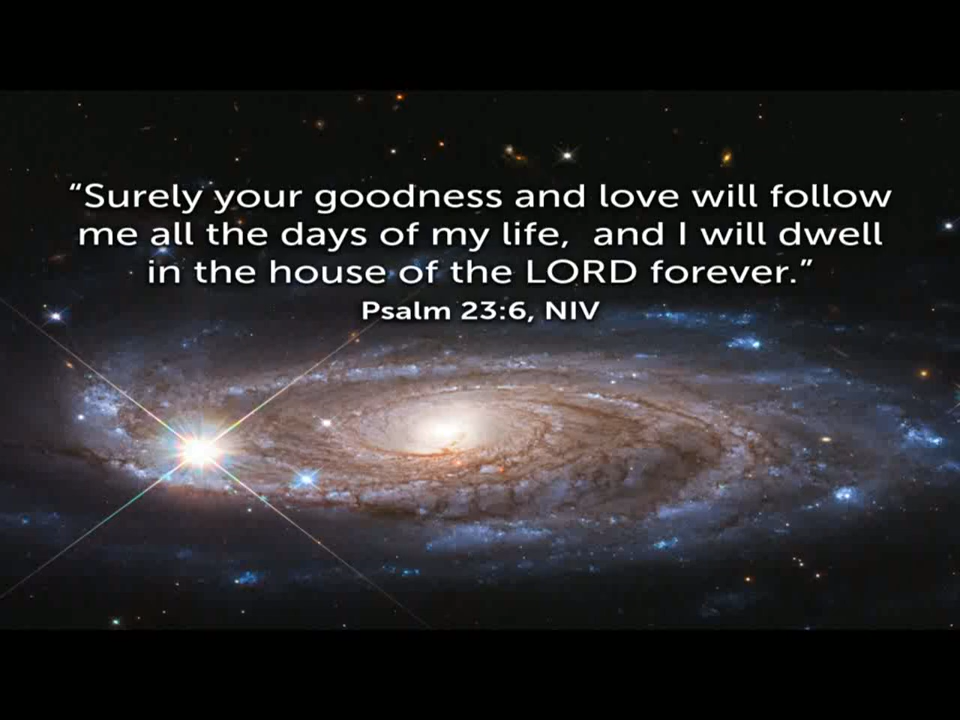 “Surely your goodness and love will follow
me all the days of my life, and I will dwell
in the house of the LORD forever.”
Psalm 23:6, NIV